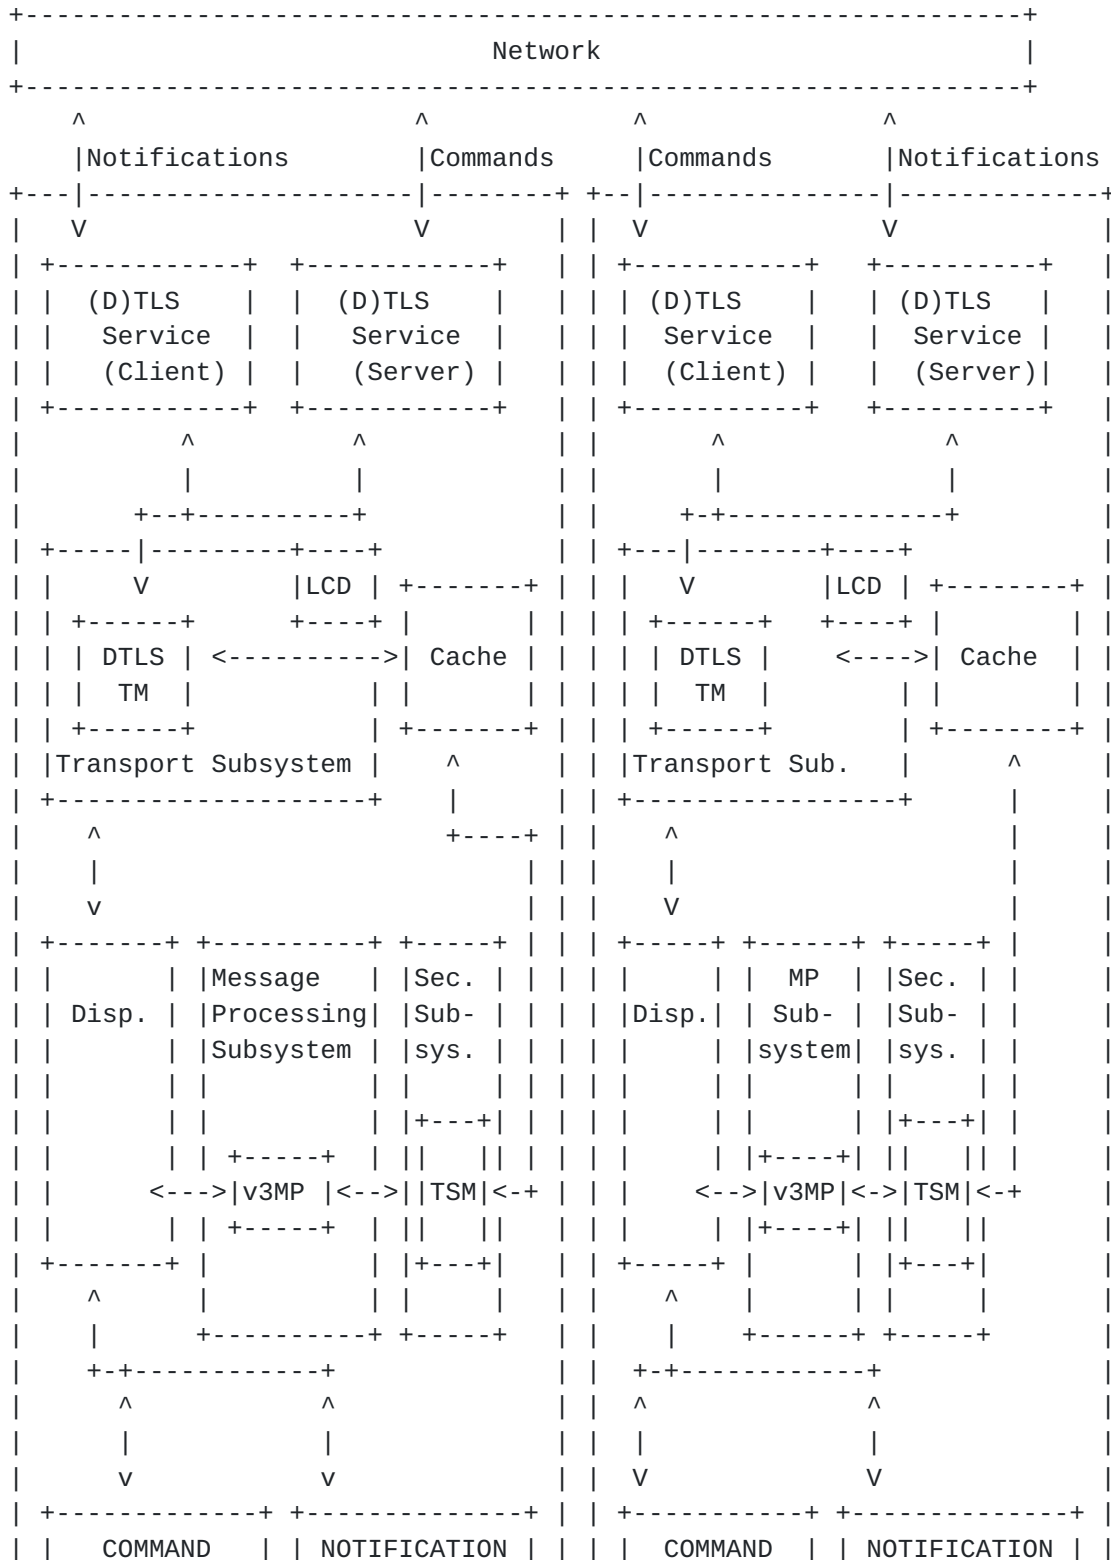 +----------------------------------------------------------------+
|                              Network                           |
+----------------------------------------------------------------+
    ^                     ^             ^               ^
    |Notifications        |Commands     |Commands       |Notifications
+---|---------------------|--------+ +--|---------------|-------------+
|   V                     V        | |  V               V             |
| +------------+  +------------+   | | +-----------+   +----------+   |
| |  (D)TLS    |  |  (D)TLS    |   | | | (D)TLS    |   | (D)TLS   |   |
| |   Service  |  |   Service  |   | | |  Service  |   |  Service |   |
| |   (Client) |  |   (Server) |   | | |  (Client) |   |  (Server)|   |
| +------------+  +------------+   | | +-----------+   +----------+   |
|          ^          ^            | |       ^              ^         |
|          |          |            | |       |              |         |
|       +--+----------+            | |     +-+--------------+         |
| +-----|---------+----+           | | +---|--------+----+            |
| |     V         |LCD | +-------+ | | |   V        |LCD | +--------+ |
| | +------+      +----+ |       | | | | +------+   +----+ |        | |
| | | DTLS | <---------->| Cache | | | | | DTLS |    <---->| Cache  | |
| | |  TM  |           | |       | | | | |  TM  |        | |        | |
| | +------+           | +-------+ | | | +------+        | +--------+ |
| |Transport Subsystem |    ^      | | |Transport Sub.   |      ^     |
| +--------------------+    |      | | +-----------------+      |     |
|    ^                      +----+ | |    ^                     |     |
|    |                           | | |    |                     |     |
|    v                           | | |    V                     |     |
| +-------+ +----------+ +-----+ | | | +-----+ +------+ +-----+ |     |
| |       | |Message   | |Sec. | | | | |     | |  MP  | |Sec. | |     |
| | Disp. | |Processing| |Sub- | | | | |Disp.| | Sub- | |Sub- | |     |
| |       | |Subsystem | |sys. | | | | |     | |system| |sys. | |     |
| |       | |          | |     | | | | |     | |      | |     | |     |
| |       | |          | |+---+| | | | |     | |      | |+---+| |     |
| |       | | +-----+  | ||   || | | | |     | |+----+| ||   || |     |
| |      <--->|v3MP |<-->||TSM|<-+ | | |    <-->|v3MP|<->|TSM|<-+     |
| |       | | +-----+  | ||   ||   | | |     | |+----+| ||   ||       |
| +-------+ |          | |+---+|   | | +-----+ |      | |+---+|       |
|    ^      |          | |     |   | |    ^    |      | |     |       |
|    |      +----------+ +-----+   | |    |    +------+ +-----+       |
|    +-+------------+              | |  +-+------------+              |
|      ^            ^              | |  ^              ^              |
|      |            |              | |  |              |              |
|      v            v              | |  V              V              |
| +-------------+ +--------------+ | | +-----------+ +--------------+ |
| |   COMMAND   | | NOTIFICATION | | | |  COMMAND  | | NOTIFICATION | |